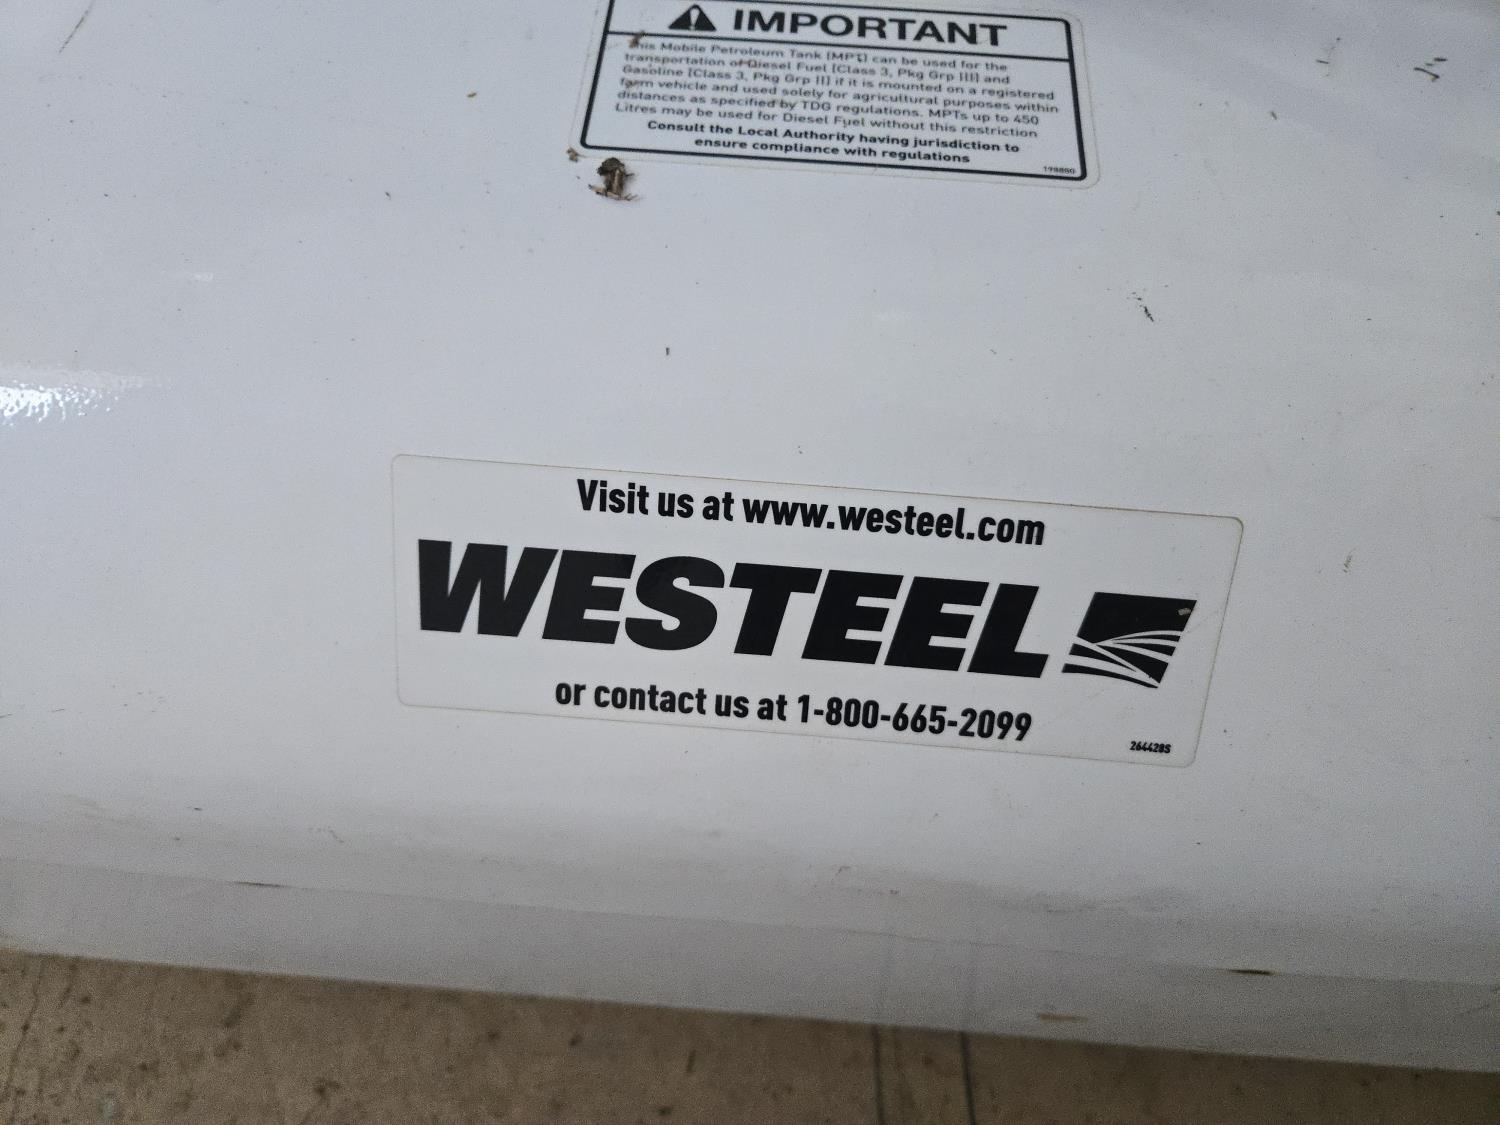 IMPORTANT
This Mobile Petroleum Tank (MPT) can be used for the
transportation of Diesel Fuel [Class 3, Pkg Grp III] and
Gasoline [Class 3, Pkg Grp II] if it is mounted on a registered
farm vehicle and used solely for agricultural purposes within
distances as specified by TDG regulations. MPTs up to 450
Litres may be used for Diesel Fuel without this restriction
Consult the Local Authority having jurisdiction to
ensure compliance with regulations
Visit us at www.westeel.com
WESTEEL
or contact us at 1-800-665-2099
264428S